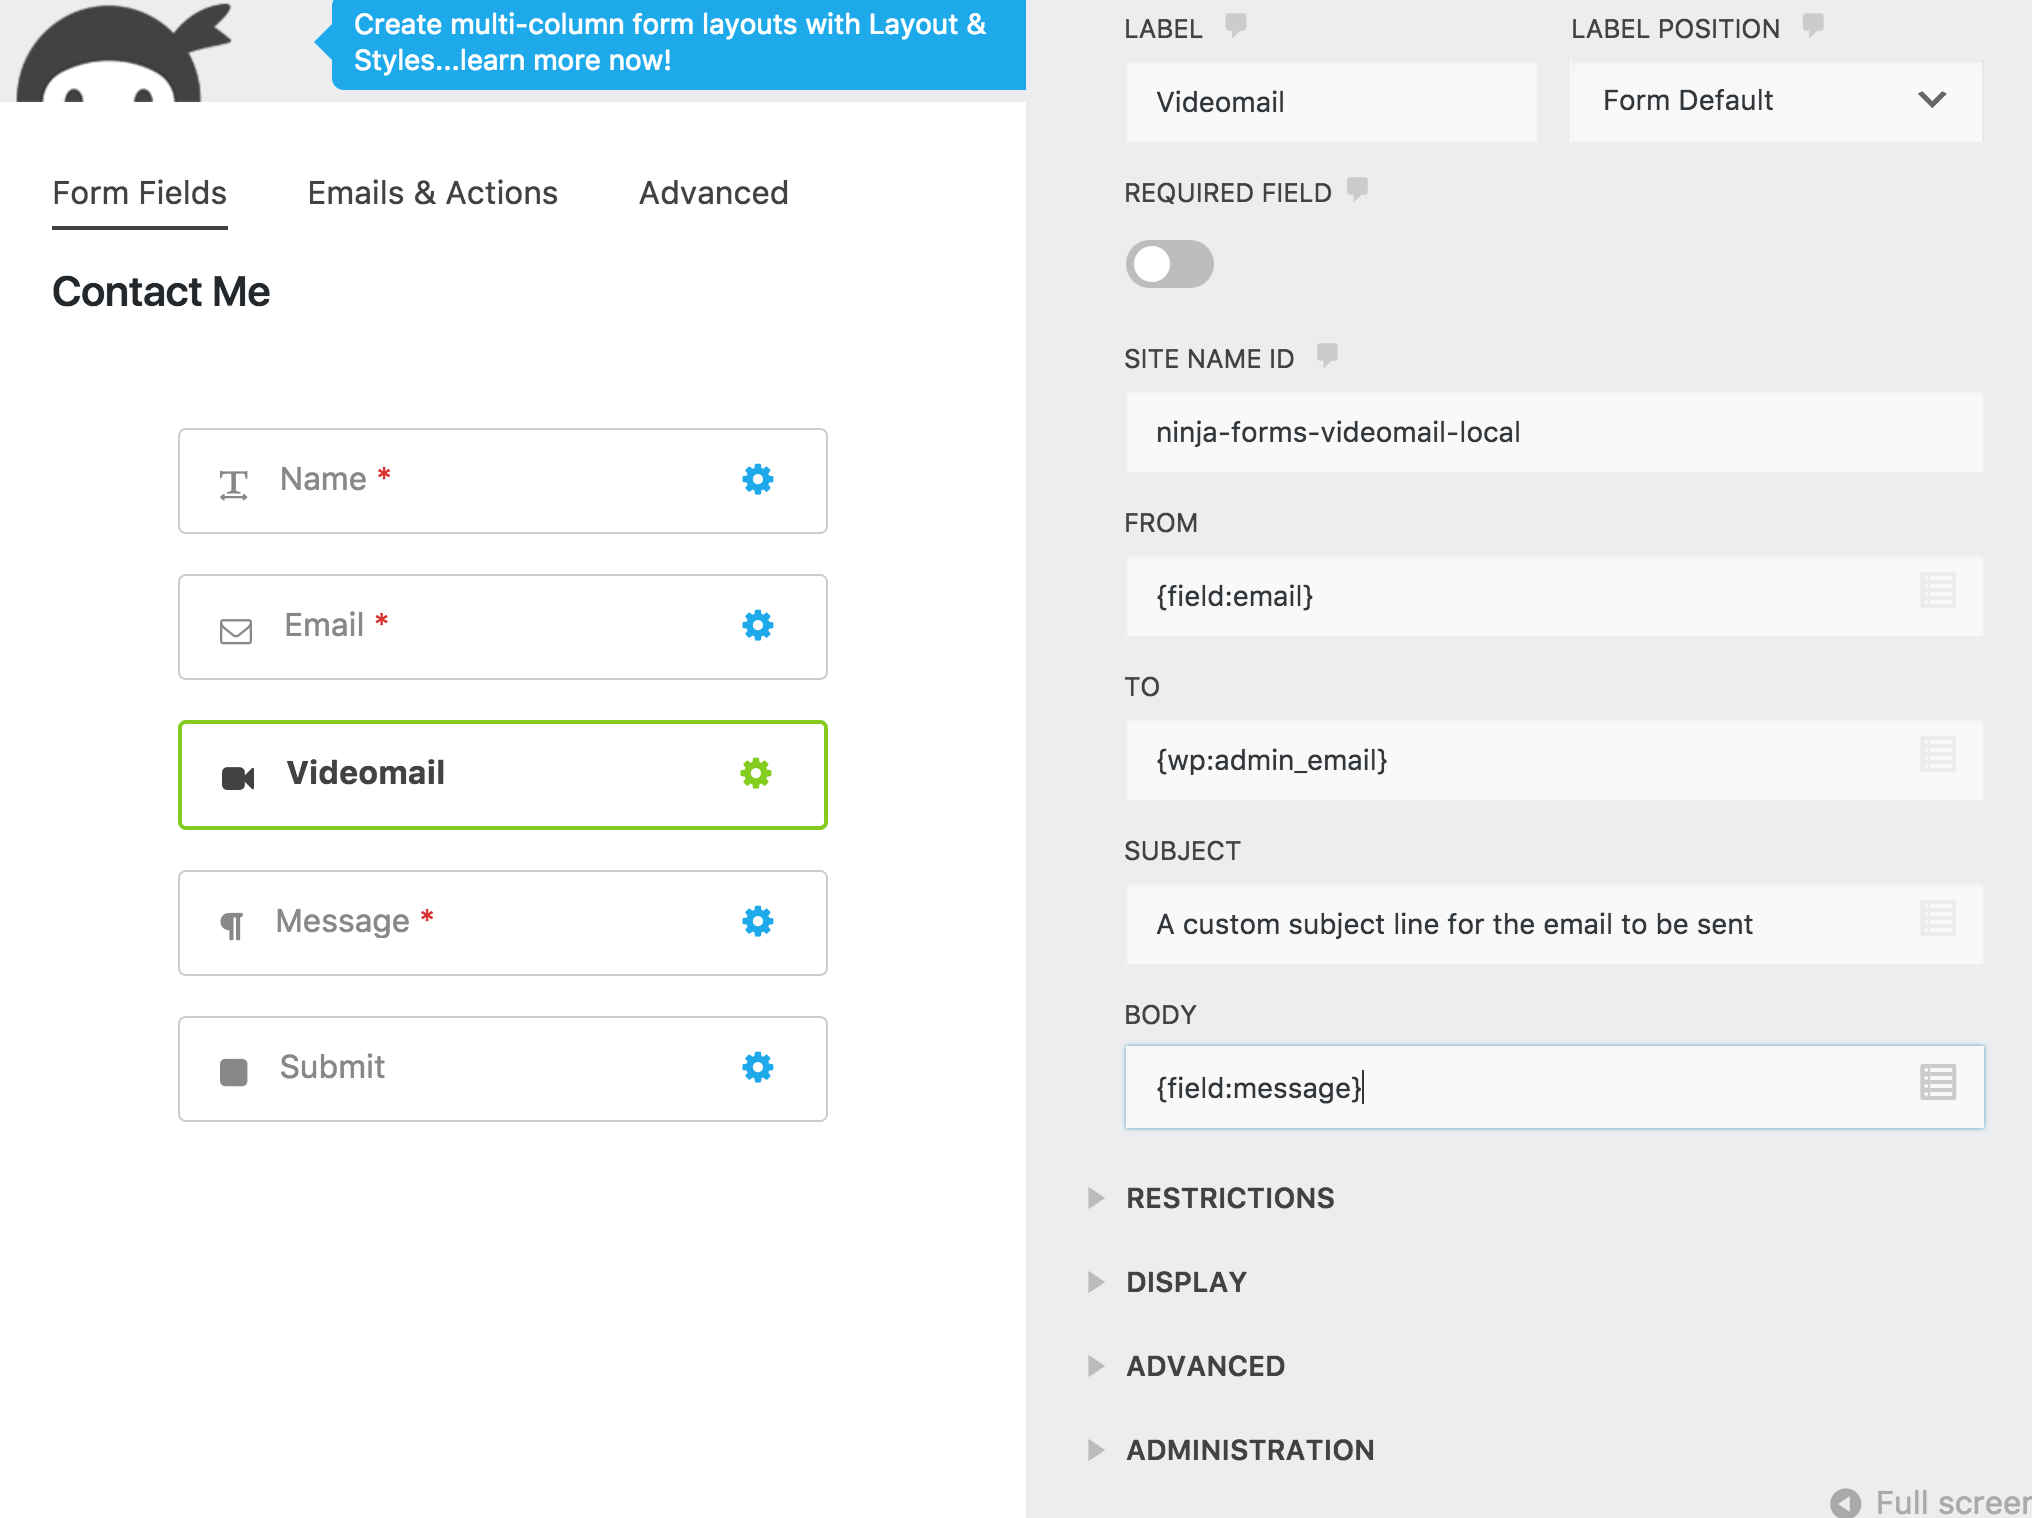 Create multi-column form layouts with Layout &
Styles...learn more now!
Form Fields
Emails & Actions
Advanced
Contact Me
Name *
Email *
Videomail
Message *
Submit
LABEL
LABEL POSITION
Videomail
Form Default
REQUIRED FIELD
SITE NAME ID
ninja-forms-videomail-local
FROM
{field:email}
TO
{wp:admin_email}
SUBJECT
A custom subject line for the email to be sent
BODY
{field:message}
RESTRICTIONS
DISPLAY
ADVANCED
ADMINISTRATION
Full screen